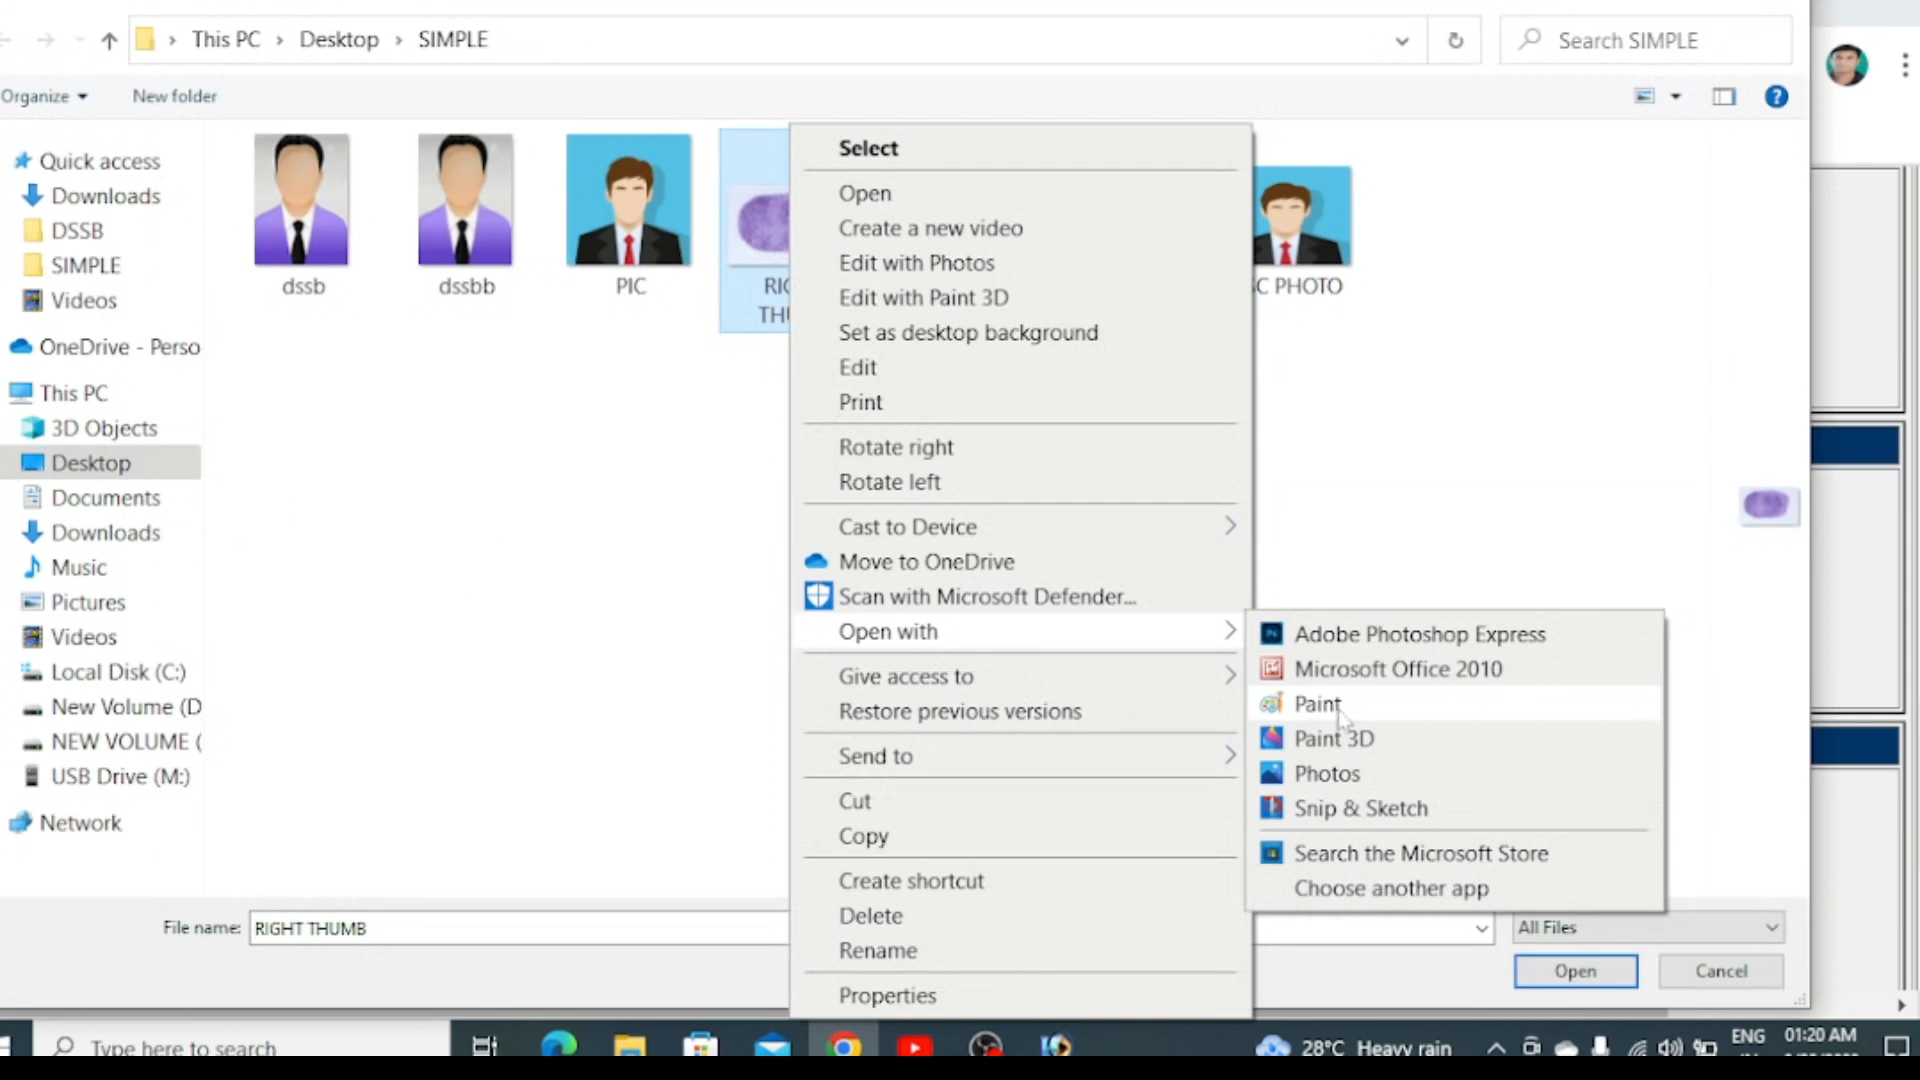 This PC > Desktop > SIMPLE
Search SIMPLE
Organize
New folder
Quick access
Downloads
DSSB
SIMPLE
Videos
OneDrive - Perso
This PC
3D Objects
Desktop
Documents
Downloads
Music
Pictures
Videos
Local Disk (C:)
New Volume (D
NEW VOLUME (
USB Drive (M:)
Network
dssb
dssbb
PIC
RIG
THU
C PHOTO
Select
Open
Create a new video
Edit with Photos
Edit with Paint 3D
Set as desktop background
Edit
Print
Rotate right
Rotate left
Cast to Device
Move to OneDrive
Scan with Microsoft Defender...
Open with
Give access to
Restore previous versions
Send to
Cut
Copy
Create shortcut
Delete
Rename
Properties
Adobe Photoshop Express
Microsoft Office 2010
Paint
Paint 3D
Photos
Snip & Sketch
Search the Microsoft Store
Choose another app
File name: RIGHT THUMB
All Files
Open
Cancel
Type here to search
28°C Heavy rain
ENG
01:20 AM